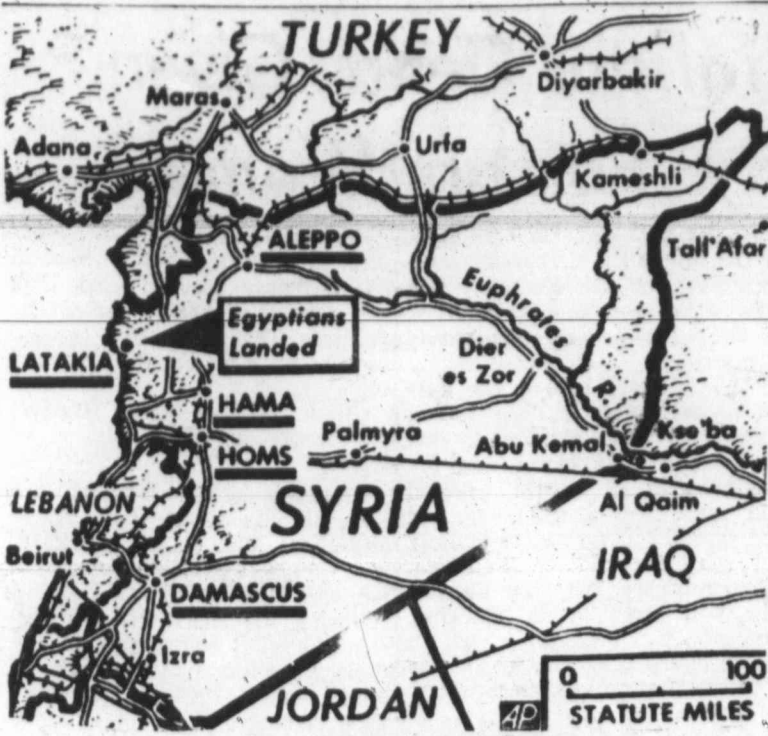 TURKEY
Diyarbakir
Maras
Adana
Urfa
Kameshli
ALEPPO
Tall'Afar
Egyptians
Landed
Euphrates
R.
LATAKIA
Dier
es Zor
HAMA
HOMS
Palmyra
Abu Kemal
Kse'ba
LEBANON
SYRIA
Al Qaim
Beirut
IRAQ
DAMASCUS
Izra
JORDAN
AP
0 100
STATUTE MILES